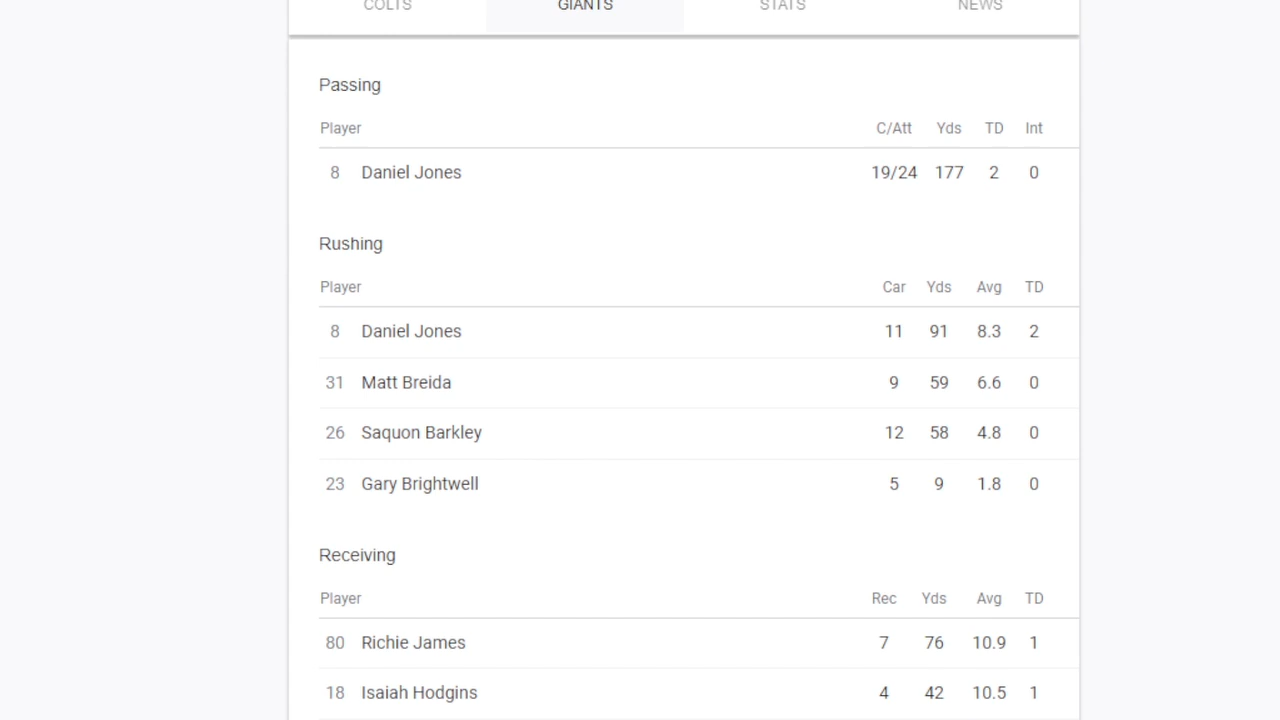 COLTS GIANTS STATS NEWS
Passing
Player C/Att Yds TD Int
8 Daniel Jones 19/24 177 2 0
Rushing
Player Car Yds Avg TD
8 Daniel Jones 11 91 8.3 2
31 Matt Breida 9 59 6.6 0
26 Saquon Barkley 12 58 4.8 0
23 Gary Brightwell 5 9 1.8 0
Receiving
Player Rec Yds Avg TD
80 Richie James 7 76 10.9 1
18 Isaiah Hodgins 4 42 10.5 1